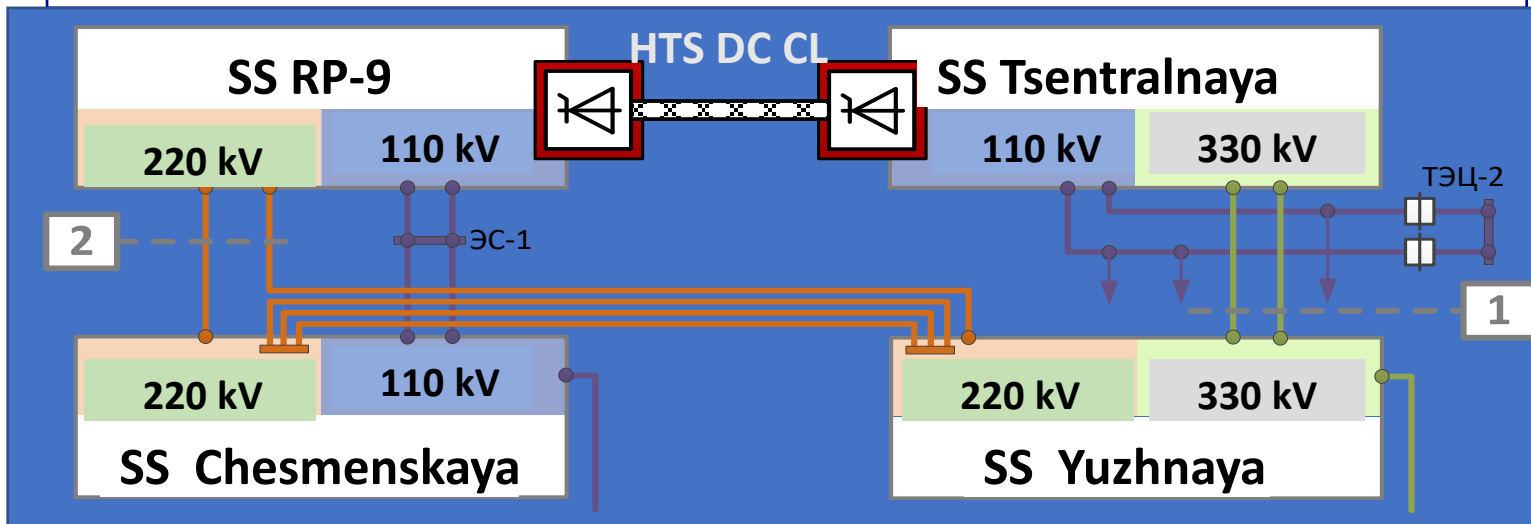 HTS DC CL
SS RP-9
SS Tsentralnaya
220 kV
110 kV
110 kV
330 kV
ТЭЦ-2
2
ЭС-1
1
220 kV
110 kV
220 kV
330 kV
SS Chesmenskaya
SS Yuzhnaya